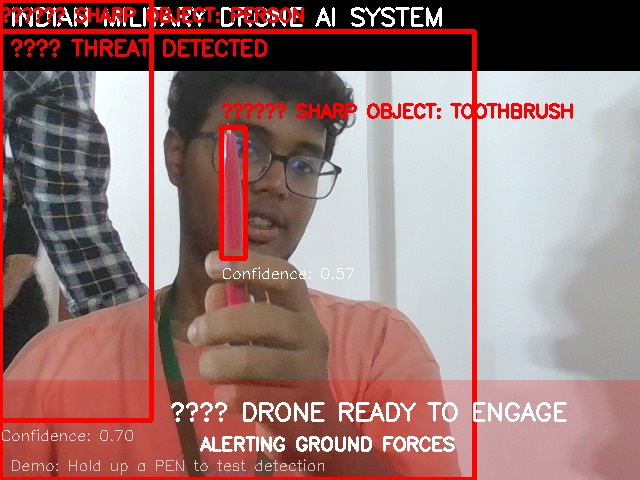 INDIAN MILITARY DRONE AI SYSTEM
SHARP OBJECT: PERSON
???? THREAT DETECTED
?????? SHARP OBJECT: TOOTHBRUSH
Confidence: 0.57
???? DRONE READY TO ENGAGE
Confidence: 0.70
ALERTING GROUND FORCES
Demo: Hold up a PEN to test detection